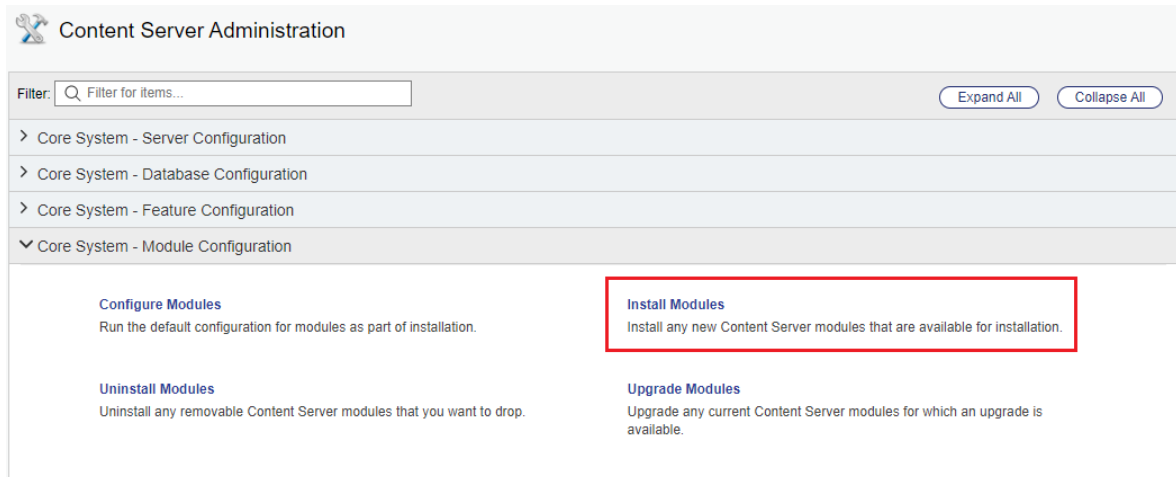 Content Server Administration
Filter: Filter for items...
Expand All
Collapse All
Core System - Server Configuration
Core System - Database Configuration
Core System - Feature Configuration
Core System - Module Configuration
Configure Modules
Run the default configuration for modules as part of installation.
Install Modules
Install any new Content Server modules that are available for installation.
Uninstall Modules
Uninstall any removable Content Server modules that you want to drop.
Upgrade Modules
Upgrade any current Content Server modules for which an upgrade is
available.